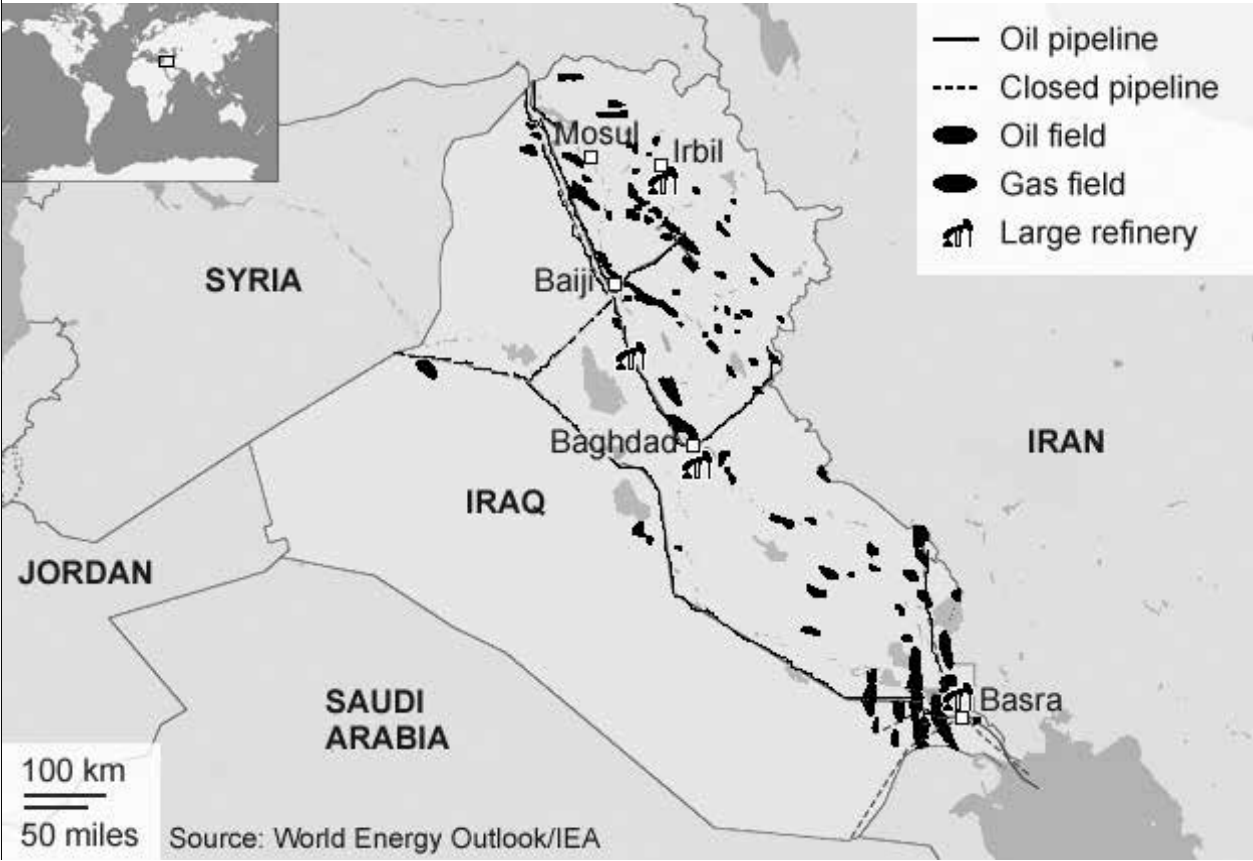 Oil pipeline
Closed pipeline
Oil field
Gas field
Large refinery
Mosul
Irbil
SYRIA
Baiji
Baghdad
IRAN
IRAQ
JORDAN
SAUDI
ARABIA
Basra
100 km
50 miles
Source: World Energy Outlook/IEA